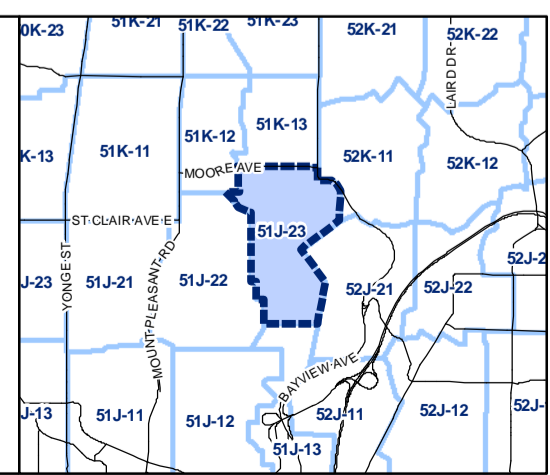 0K-23
51K-21
51K-22
51K-23
52K-21
52K-22
LAIRD DR
K-13
51K-11
51K-12
51K-13
52K-11
52K-12
MOORE AVE
ST CLAIR AVE E
51J-23
YONGE ST
MOUNT PLEASANT RD
J-23
51J-21
51J-22
52J-21
52J-22
52J-2
BAYVIEW AVE
J-13
51J-11
51J-12
51J-13
52J-11
52J-12
52J-